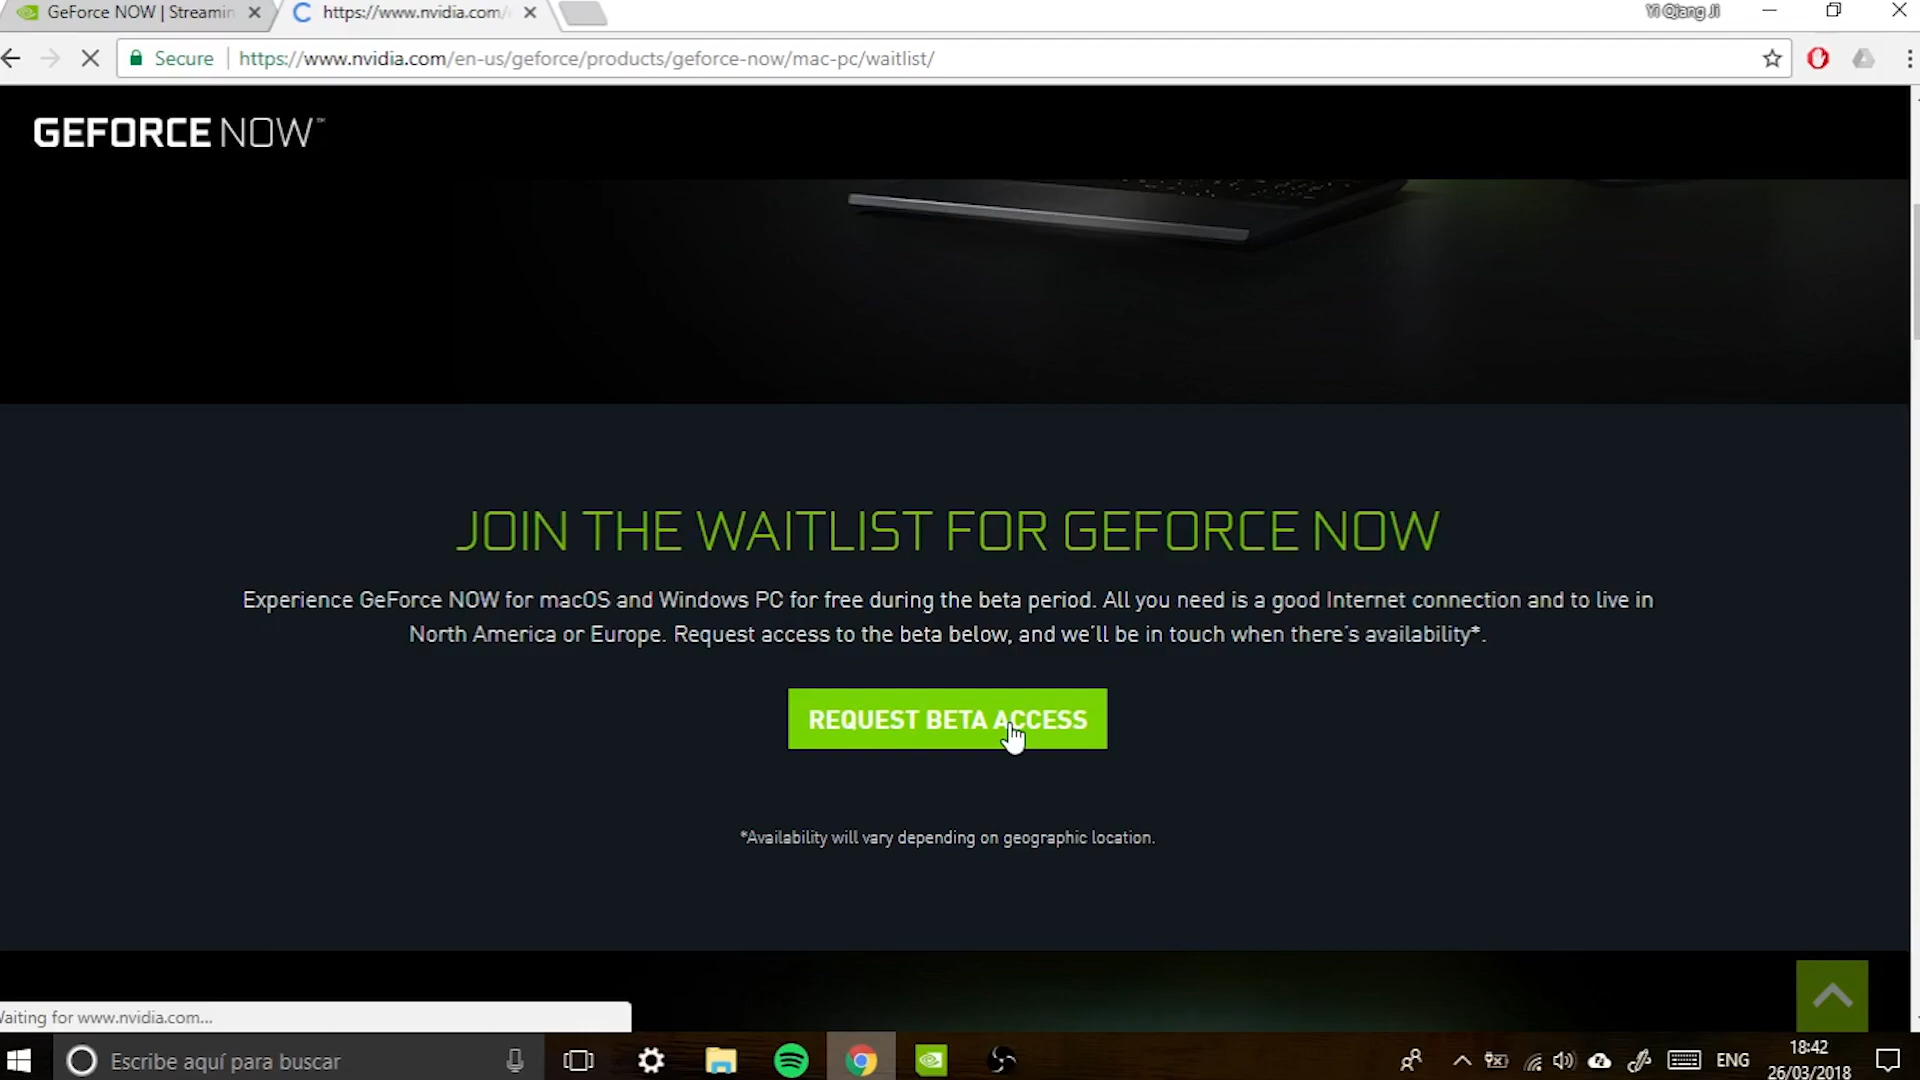 GeForce NOW | Streamin
https://www.nvidia.com/
Yi Qiang Ji
Secure
https://www.nvidia.com/en-us/geforce/products/geforce-now/mac-pc/waitlist/
GEFORCE NOW™
JOIN THE WAITLIST FOR GEFORCE NOW
Experience GeForce NOW for macOS and Windows PC for free during the beta period. All you need is a good Internet connection and to live in
North America or Europe. Request access to the beta below, and we'll be in touch when there's availability*.
REQUEST BETA ACCESS
*Availability will vary depending on geographic location.
Waiting for www.nvidia.com...
Escribe aquí para buscar
ENG
18:42
26/03/2018